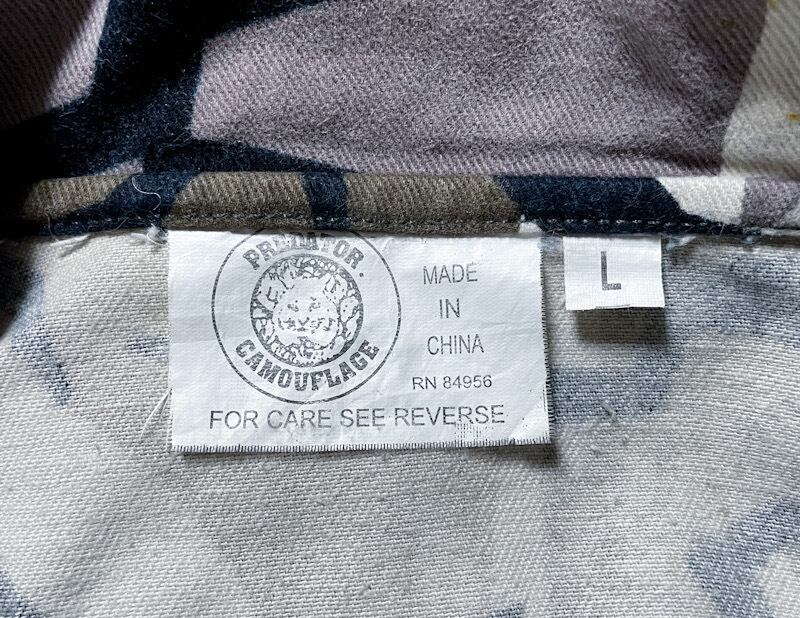 PREDATOR.
CAMOUFLAGE
MADE
IN
CHINA
RN 84956
FOR CARE SEE REVERSE
L